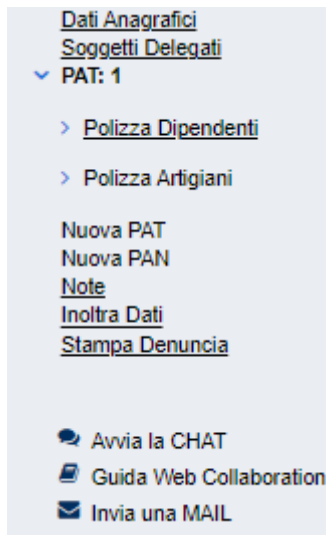 Dati Anagrafici
Soggetti Delegati
PAT: 1
Polizza Dipendenti
Polizza Artigiani
Nuova PAT
Nuova PAN
Note
Inoltra Dati
Stampa Denuncia
Avvia la CHAT
Guida Web Collaboration
Invia una MAIL